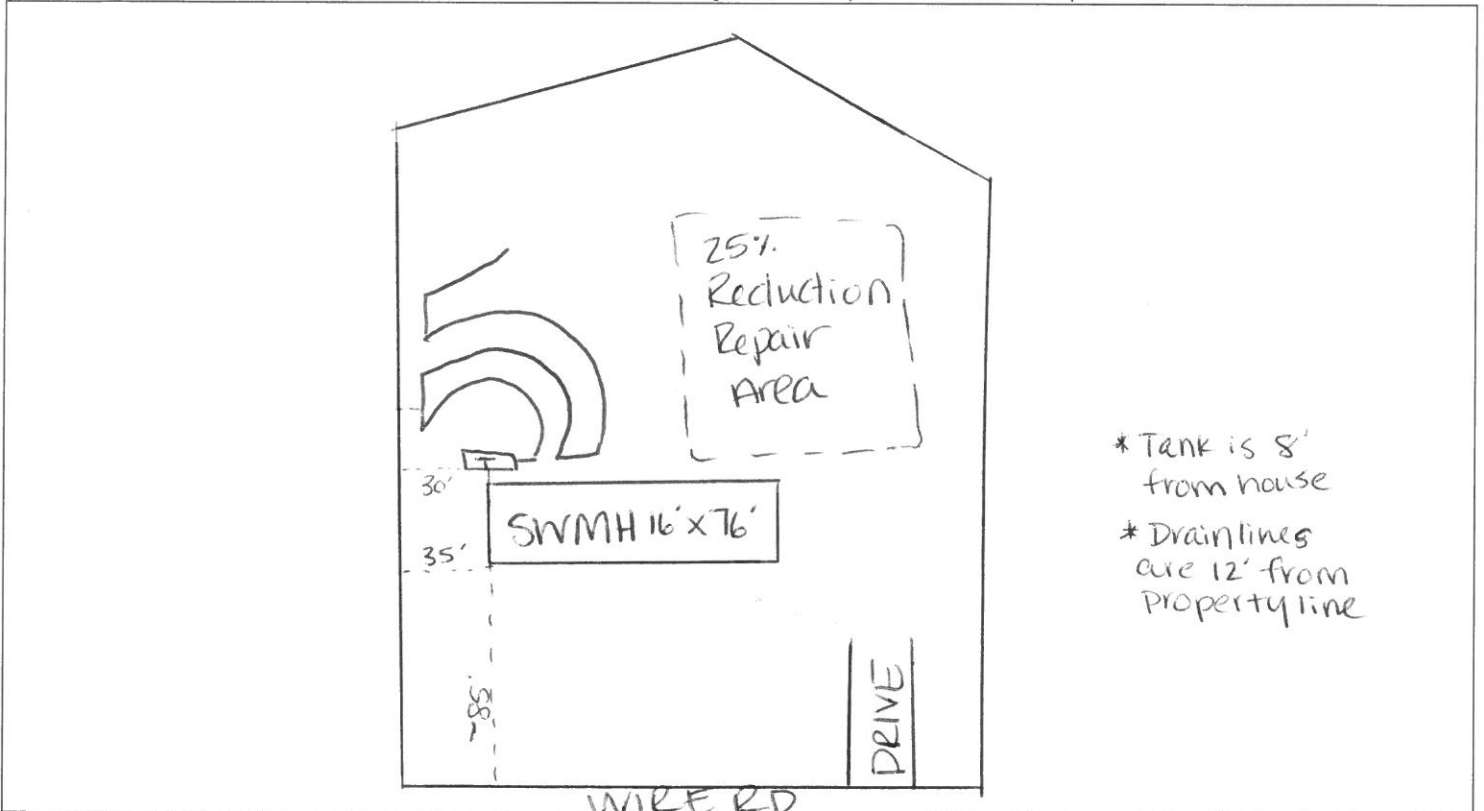 25%
Reduction
Repair
Area
T
30'
SWMH 16' X 76'
35'
~85'
DRIVE
WIRE RD
* Tank is 8'
from house
* Drainlines
are 12' from
property line